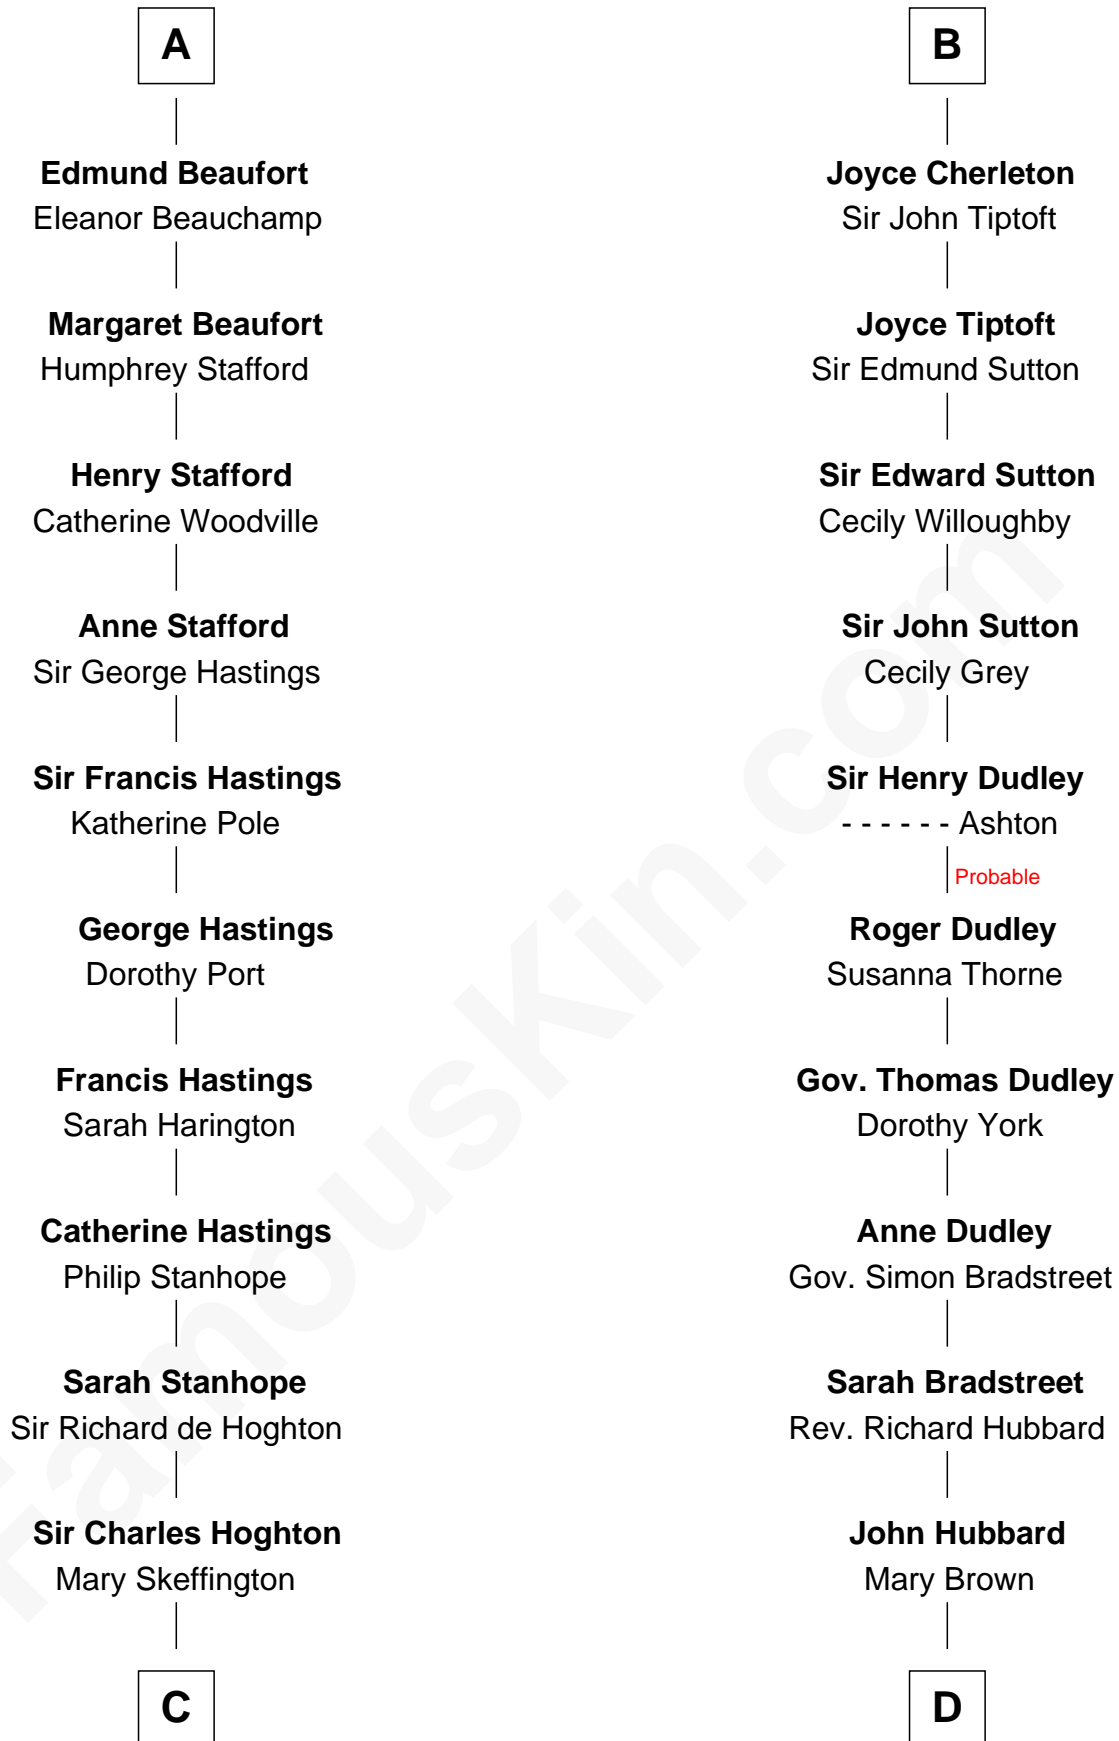 A
Edmund Beaufort
Eleanor Beauchamp
Margaret Beaufort
Humphrey Stafford
Henry Stafford
Catherine Woodville
Anne Stafford
Sir George Hastings
Sir Francis Hastings
Katherine Pole
George Hastings
Dorothy Port
Francis Hastings
Sarah Harington
Catherine Hastings
Philip Stanhope
Sarah Stanhope
Sir Richard de Hoghton
Sir Charles Hoghton
Mary Skeffington
C
B
Joyce Cherleton
Sir John Tiptoft
Joyce Tiptoft
Sir Edmund Sutton
Sir Edward Sutton
Cecily Willoughby
Sir John Sutton
Cecily Grey
Sir Henry Dudley
- - - - - - Ashton
Probable
Roger Dudley
Susanna Thorne
Gov. Thomas Dudley
Dorothy York
Anne Dudley
Gov. Simon Bradstreet
Sarah Bradstreet
Rev. Richard Hubbard
John Hubbard
Mary Brown
D
FamousKin.com